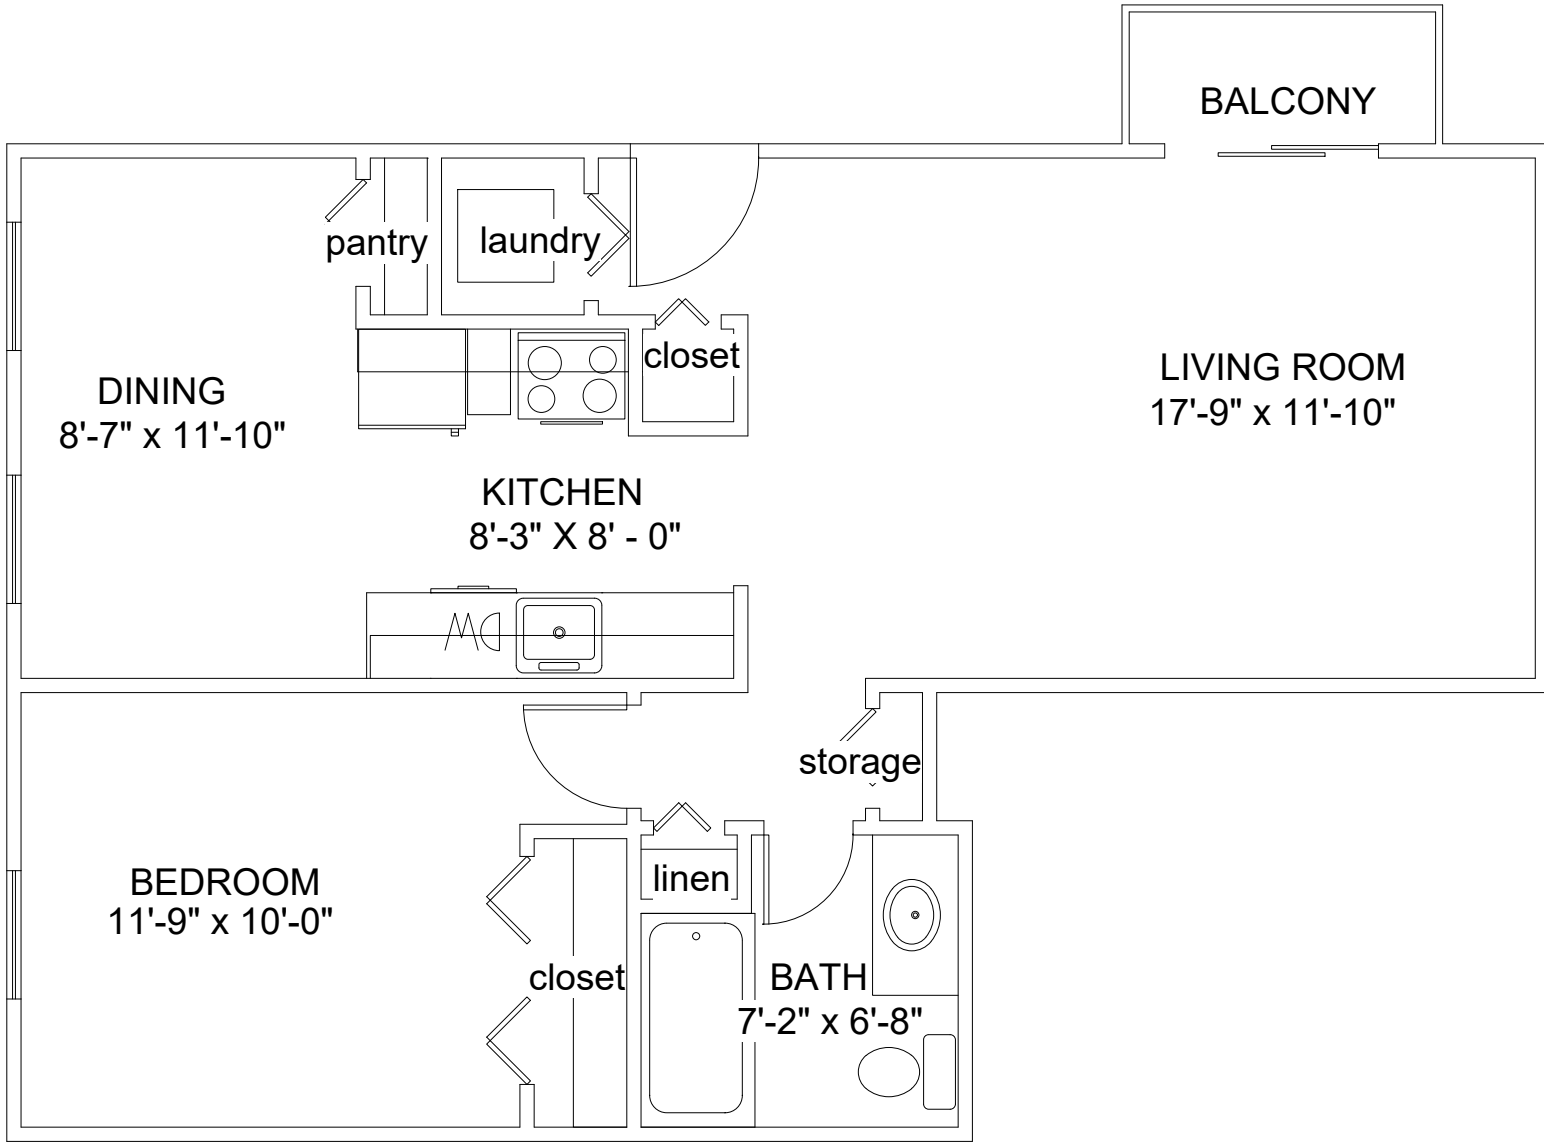 BALCONY
pantry
laundry
closet
DINING
8'-7" x 11'-10"
LIVING ROOM
17'-9" x 11'-10"
KITCHEN
8'-3" X 8' - 0"
storage
BEDROOM
11'-9" x 10'-0"
linen
closet
BATH
7'-2" x 6'-8"